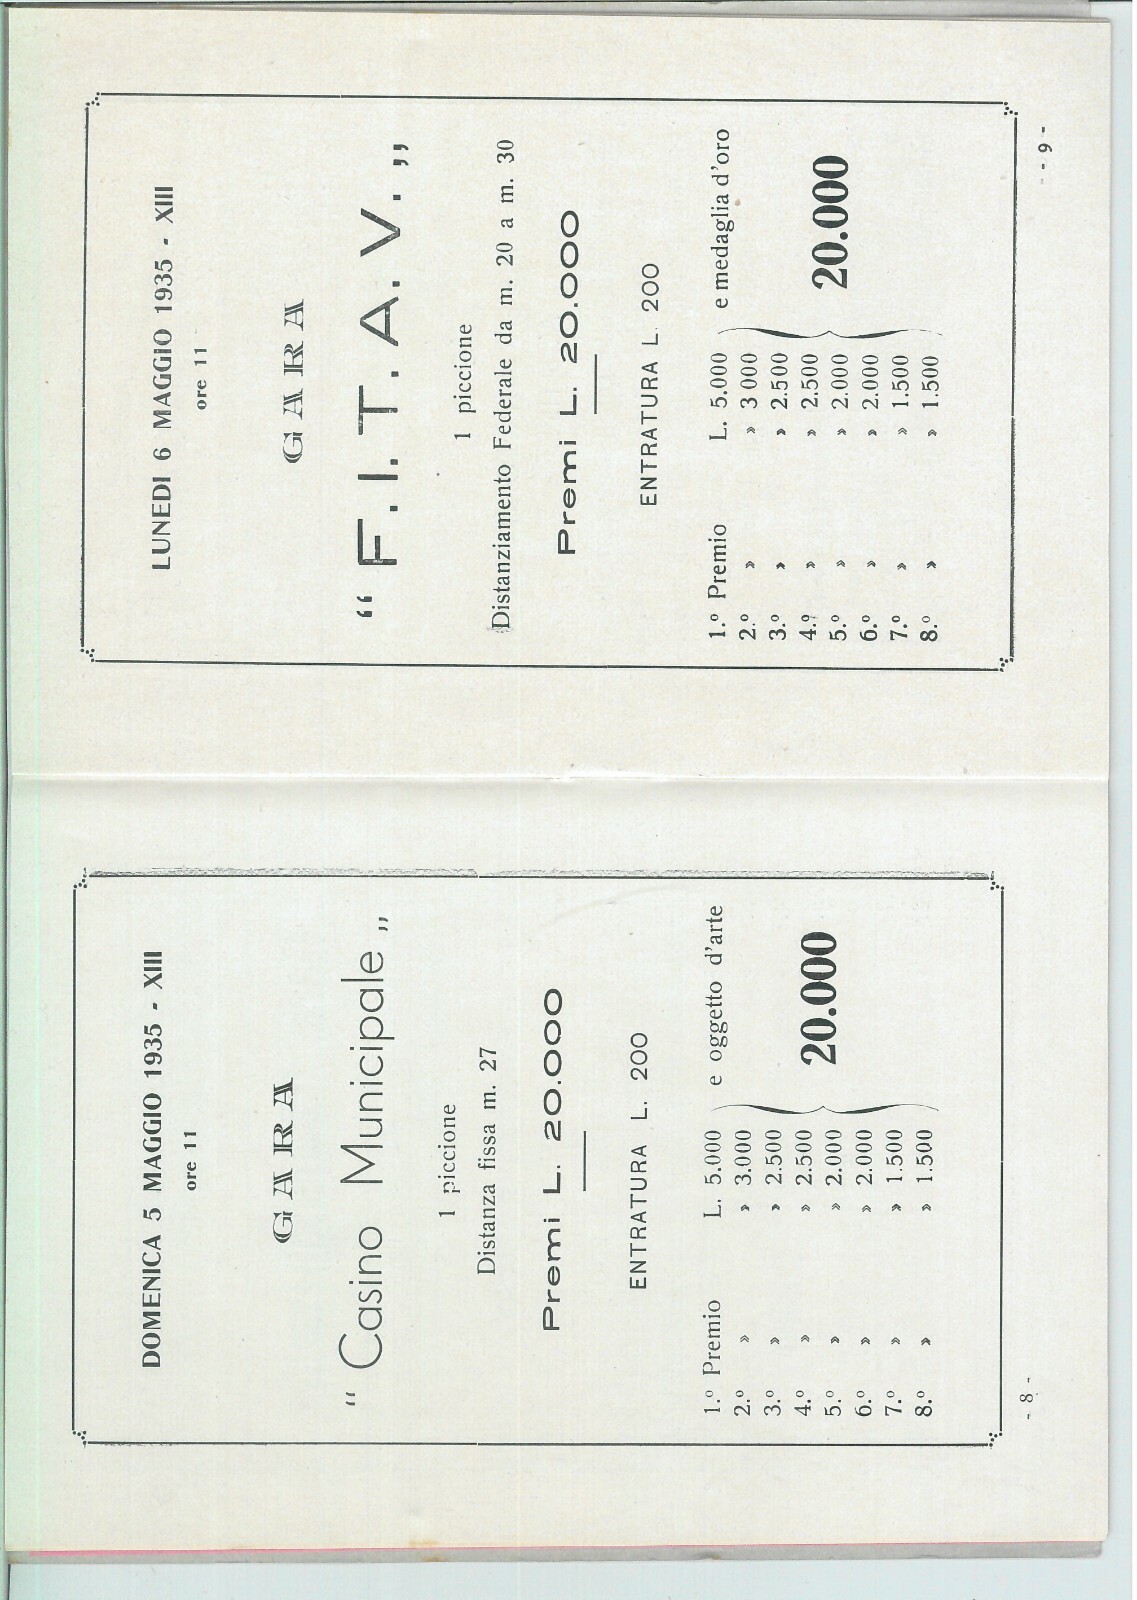 DOMENICA 5 MAGGIO 1935 - XIII
ore 11
GARA
“ Casino Municipale „
1 piccione
Distanza fissa m. 27
Premi L. 20.000
ENTRATURA L. 200
1.º Premio L. 5.000 e oggetto d'arte
2.º » » 3.000
3.º » » 2.500
4.º » » 2.500
5.º » » 2.000
6.º » » 2.000
7.º » » 1.500
8.º » » 1.500
20.000
- 8 -
LUNEDI 6 MAGGIO 1935 - XIII
ore 11
GARA
“ F.I.T.A.V. „
1 piccione
Distanziamento Federale da m. 20 a m. 30
Premi L. 20.000
ENTRATURA L. 200
1.º Premio L. 5.000 e medaglia d'oro
2.º » » 3 000
3.º » » 2.500
4.º » » 2.500
5.º » » 2.000
6.º » » 2.000
7.º » » 1.500
8.º » » 1.500
20.000
- 9 -